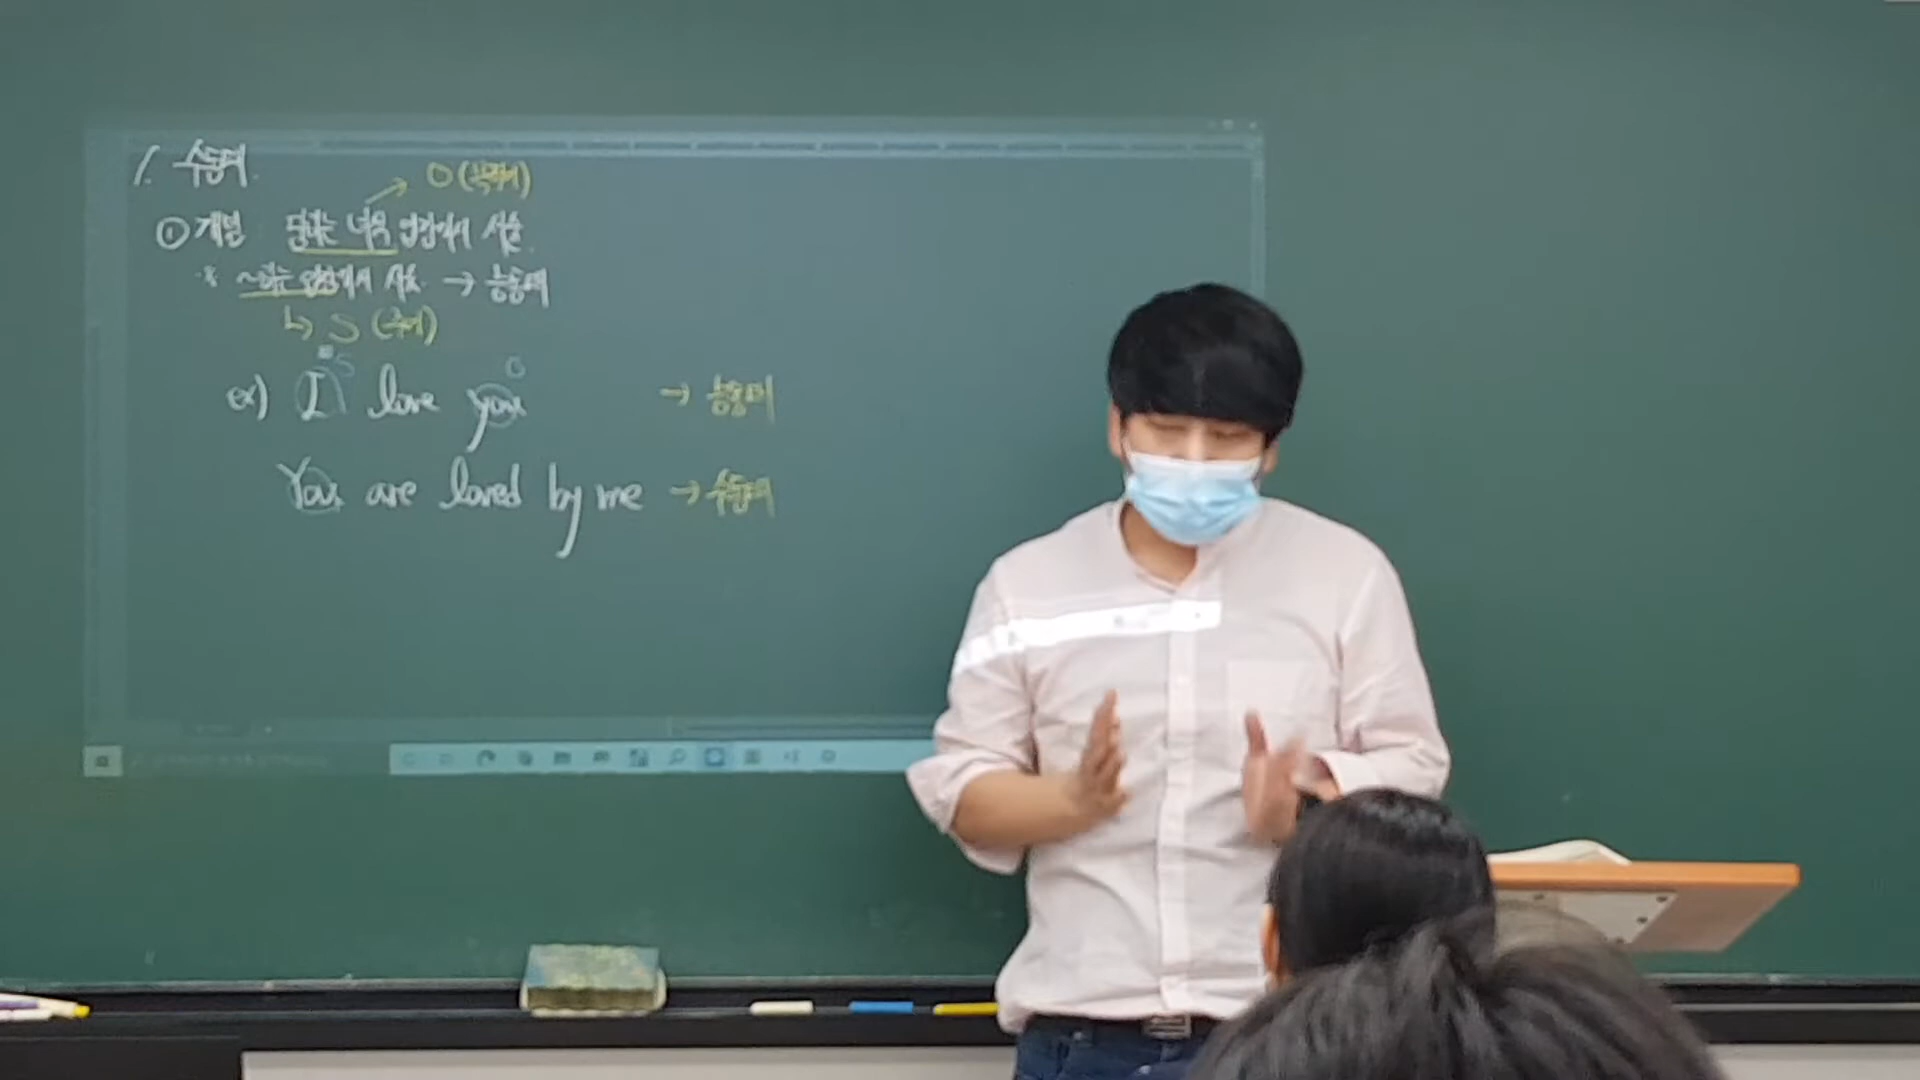 1. 수동태.
→ O (목적어)
① 개념 당하는 녀석 입장에서 서술.
* ~하는 입장에서 서술. → 능동태
↳ S (주어)
S O
ex) I love you → 능동태
You are loved by me → 수동태